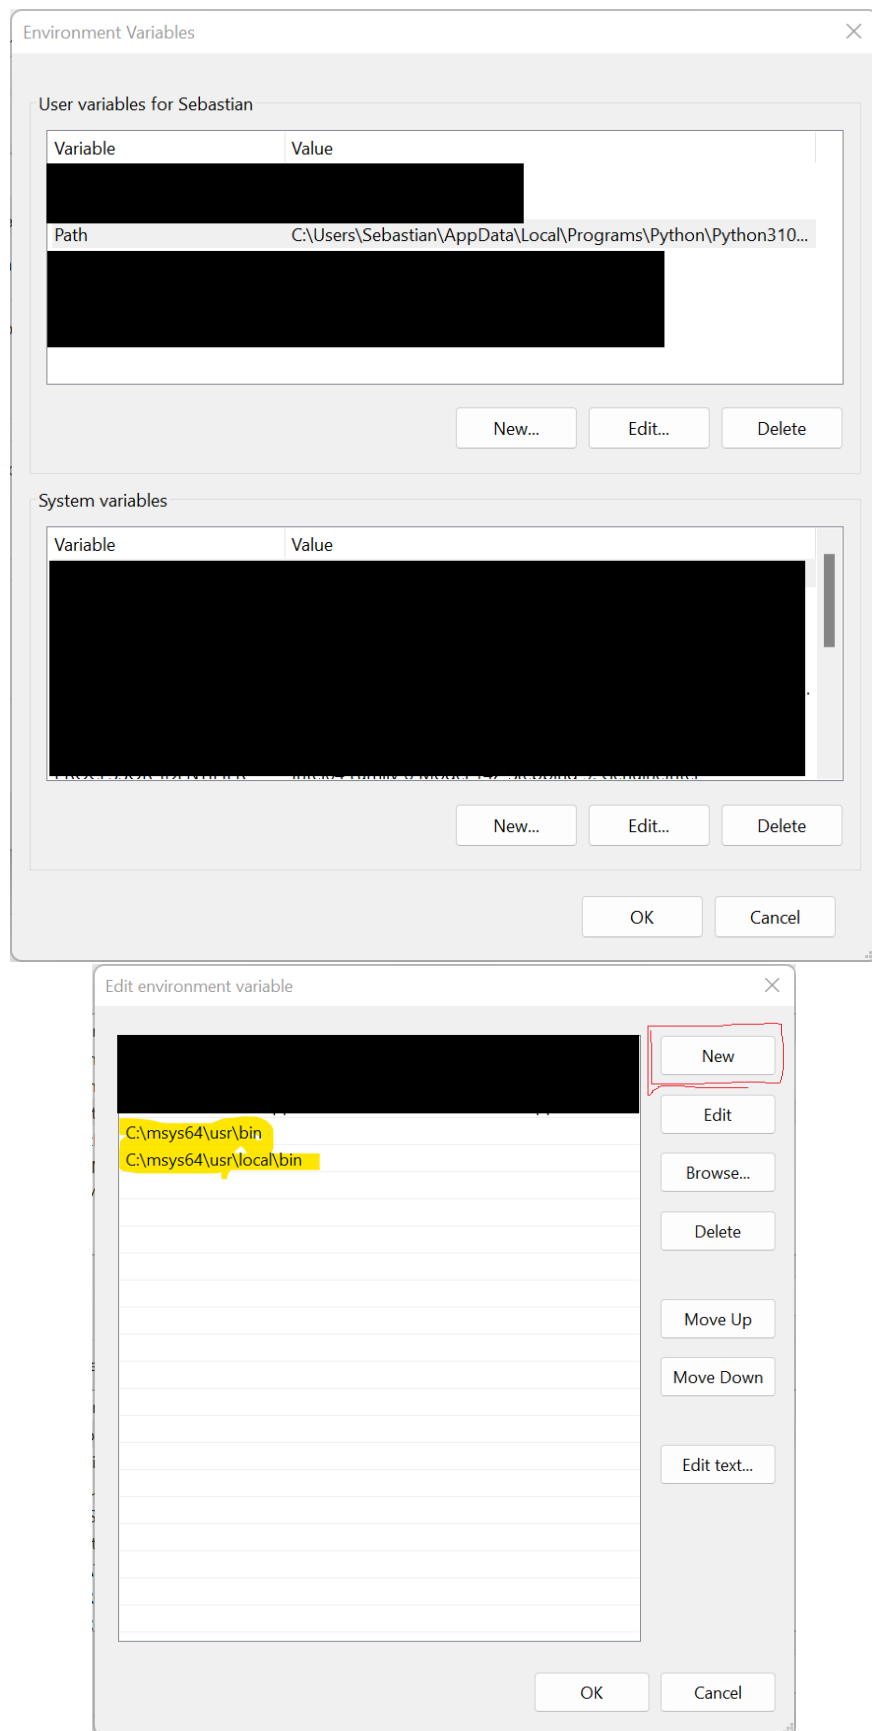 Environment Variables
User variables for Sebastian
Variable Value
Path C:\Users\Sebastian\AppData\Local\Programs\Python\Python310...
New... Edit... Delete
System variables
Variable Value
New... Edit... Delete
OK Cancel
Edit environment variable
New
Edit
C:\msys64\usr\bin
C:\msys64\usr\local\bin
Browse...
Delete
Move Up
Move Down
Edit text...
OK Cancel